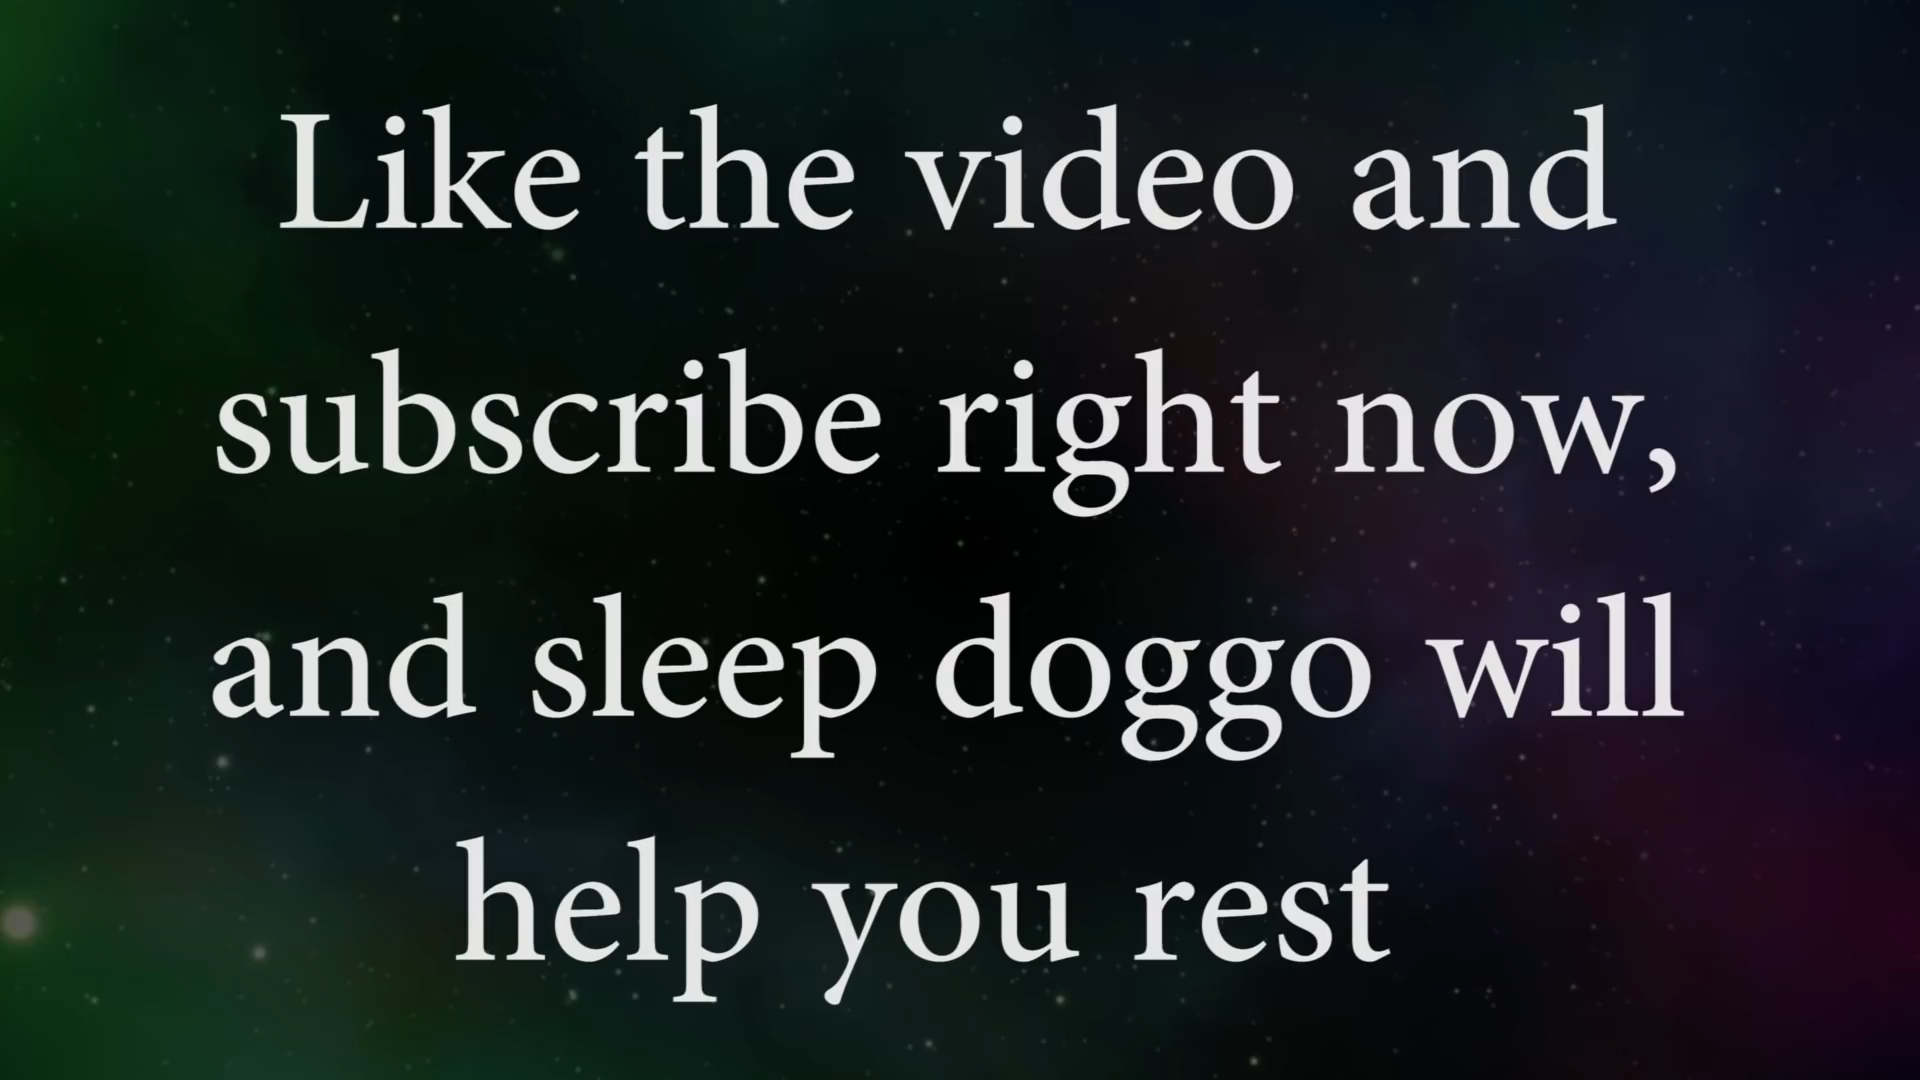 Like the video and
subscribe right now,
and sleep doggo will
help you rest